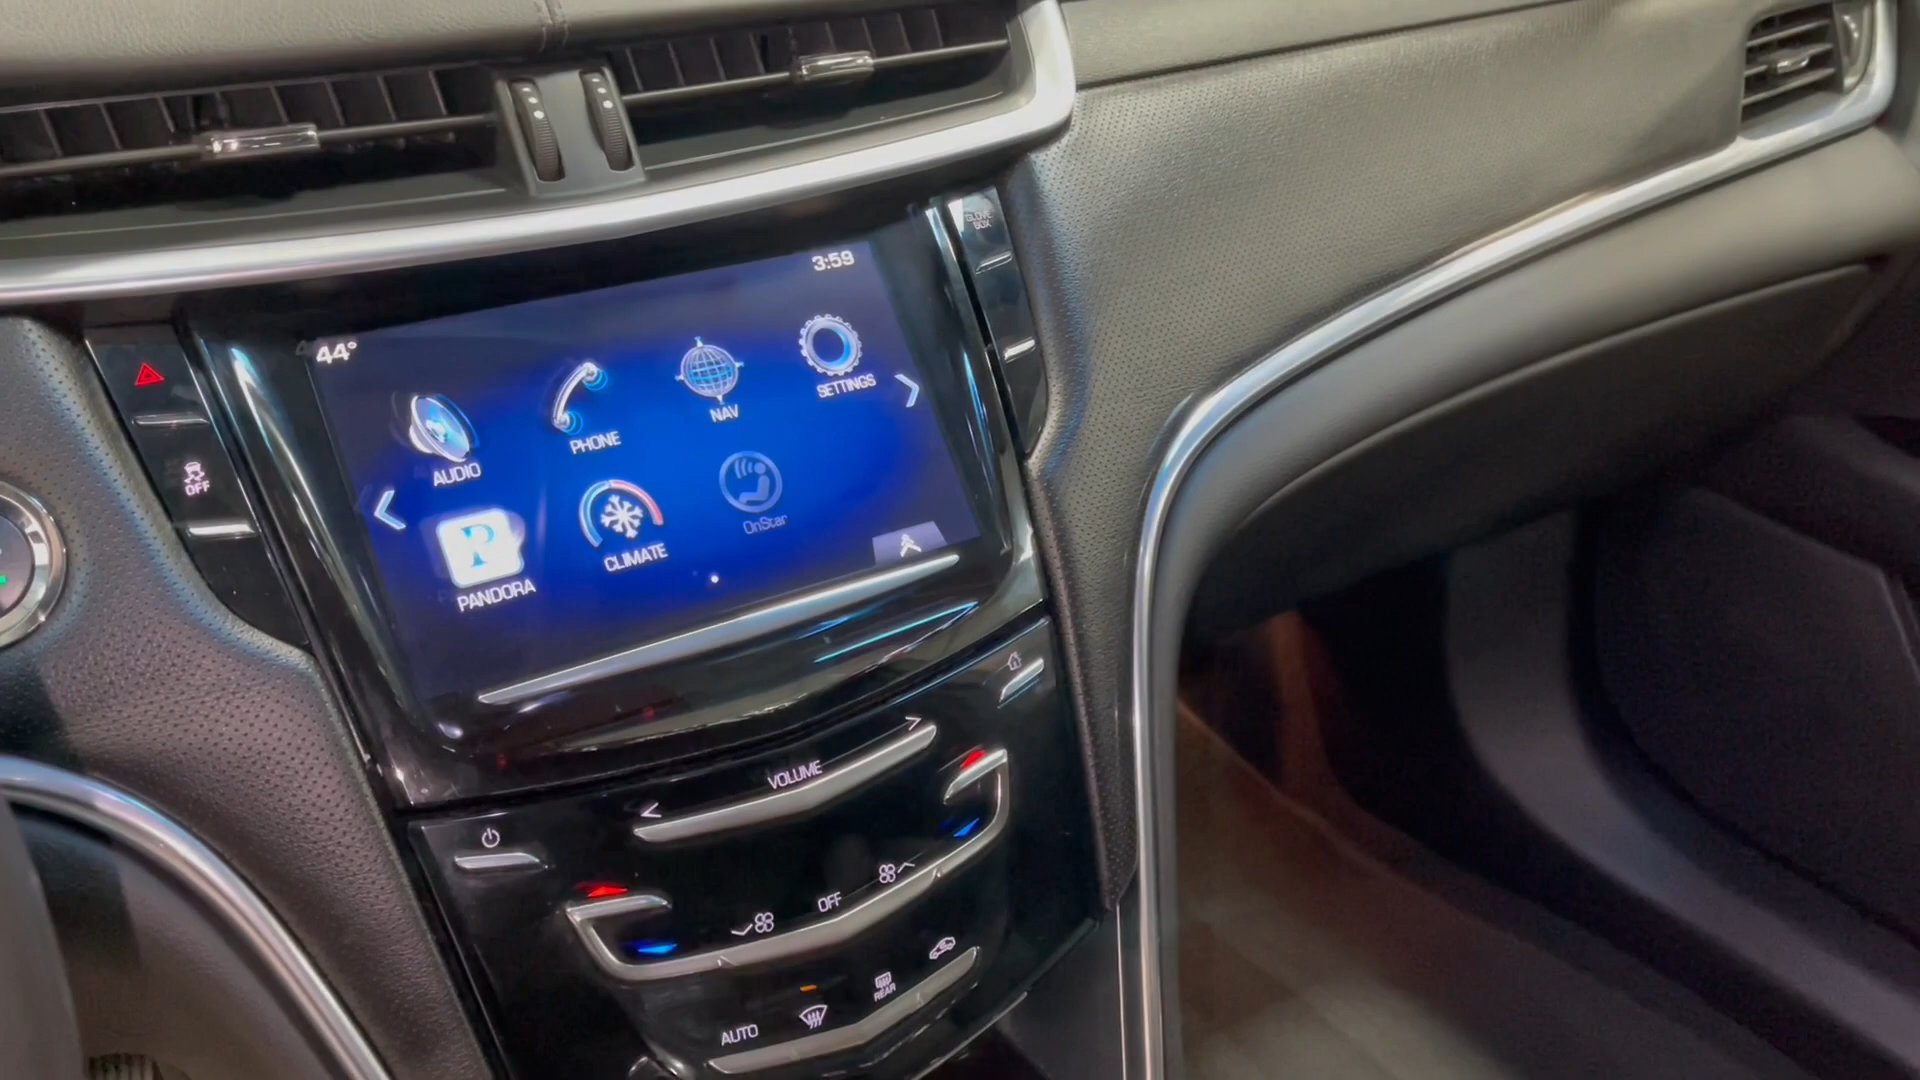 GLOVE
BOX
3:59
44°
AUDIO
PHONE
NAV
SETTINGS
P
PANDORA
CLIMATE
OnStar
OFF
VOLUME
OFF
AUTO
REAR